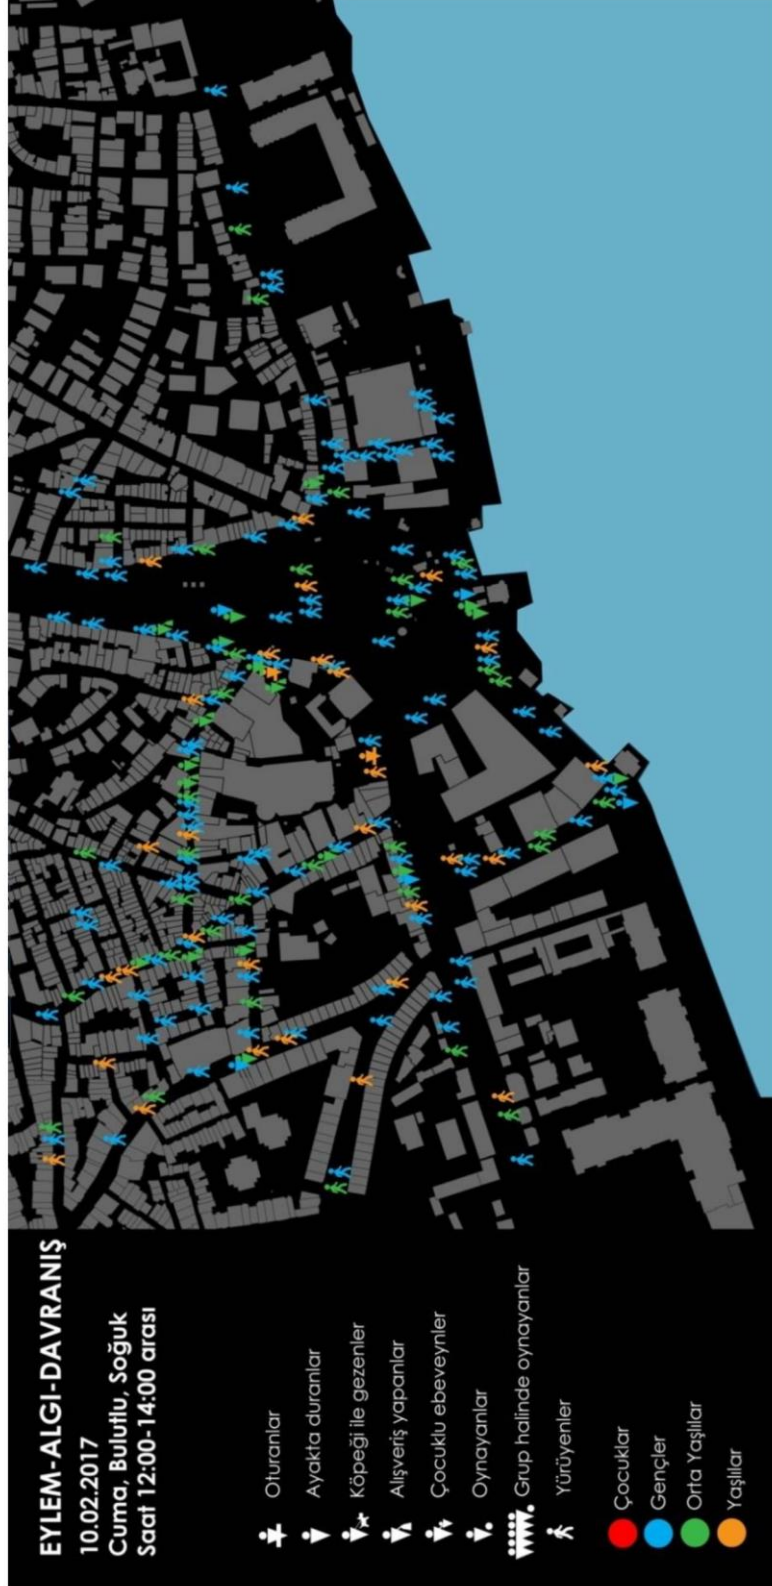 EYLEM-ALGI-DAVRANIŞ
10.02.2017
Cuma, Bulutlu, Soğuk
Saat 12:00-14:00 arası
Oturanlar
Ayakta duranlar
Köpeği ile gezenler
Alışveriş yapanlar
Çocuklu ebeveynler
Oynayanlar
Grup halinde oynayanlar
Yürüyenler
Çocuklar
Gençler
Orta Yaşlılar
Yaşlılar